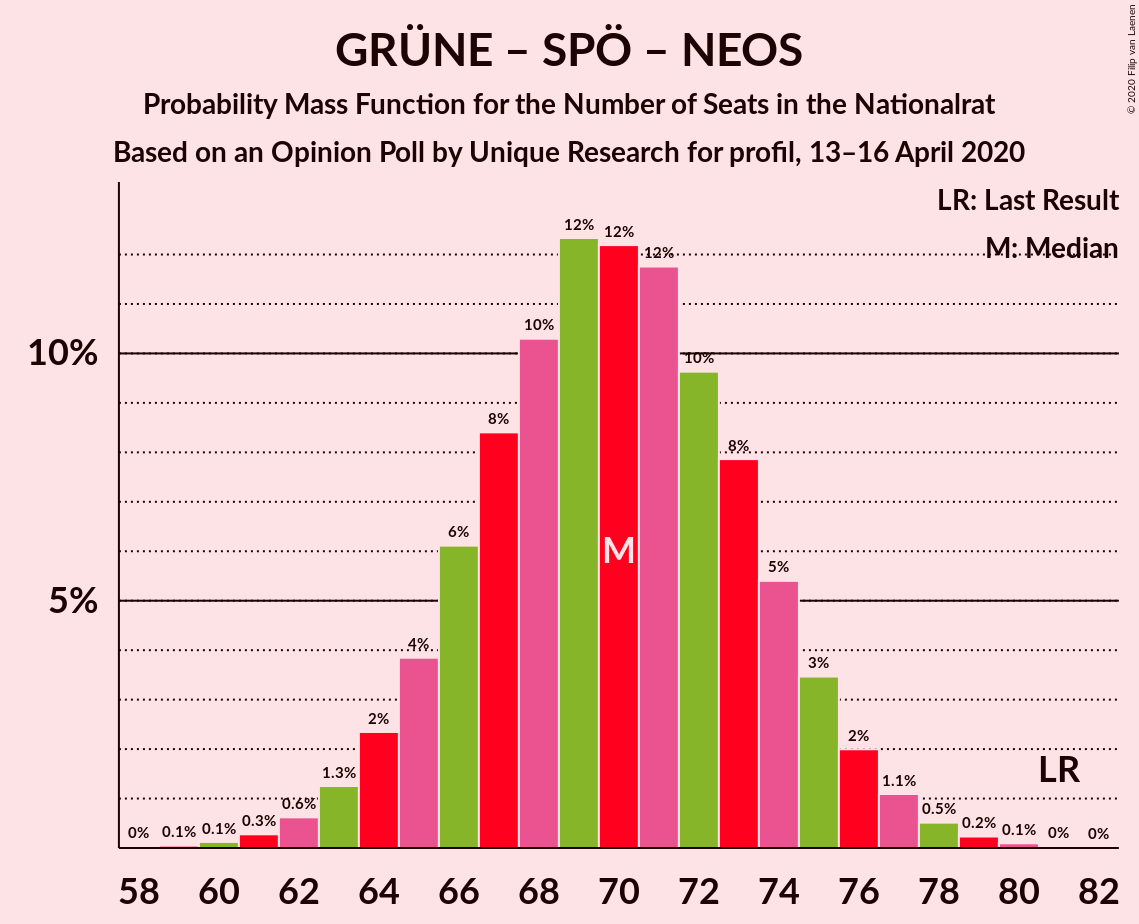 GRÜNE – SPÖ – NEOS
Probability Mass Function for the Number of Seats in the Nationalrat
Based on an Opinion Poll by Unique Research for profil, 13–16 April 2020
© 2020 Filip van Laenen
LR: Last Result
M: Median
10%
5%
0% 0.1% 0.1% 0.3% 0.6% 1.3% 2% 4% 6% 8% 10% 12% 12% 12% 10% 8% 5% 3% 2% 1.1% 0.5% 0.2% 0.1% 0% 0%
M
LR
58 60 62 64 66 68 70 72 74 76 78 80 82